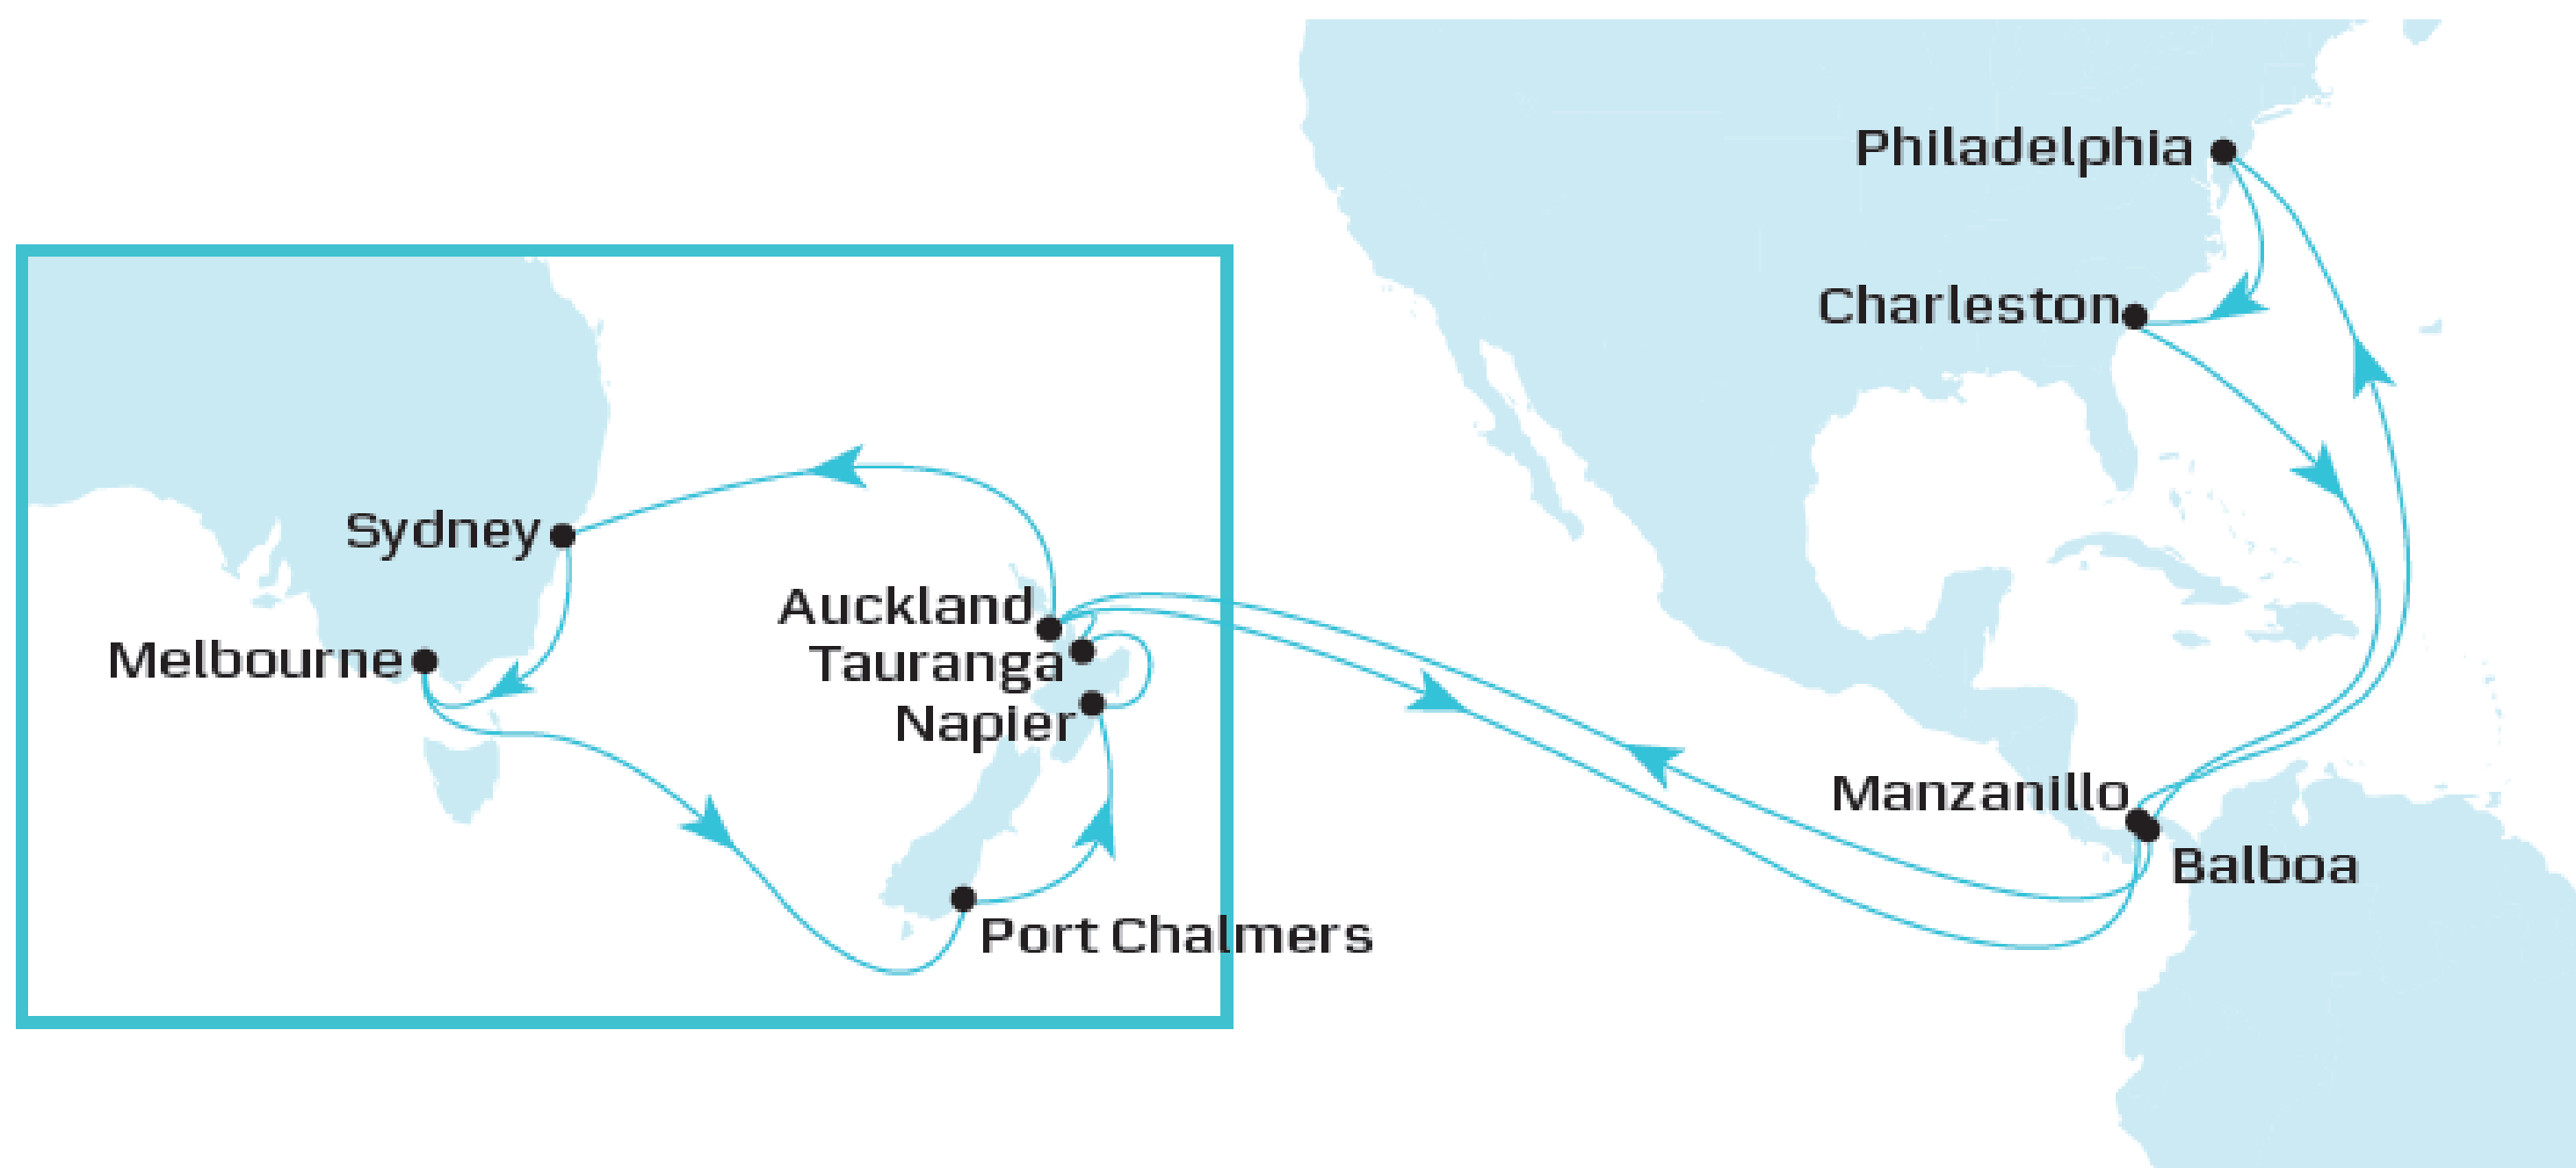 Philadelphia
Charleston
Sydney
Auckland
Melbourne
Tauranga
Napier
Manzanillo
Balboa
Port Chalmers